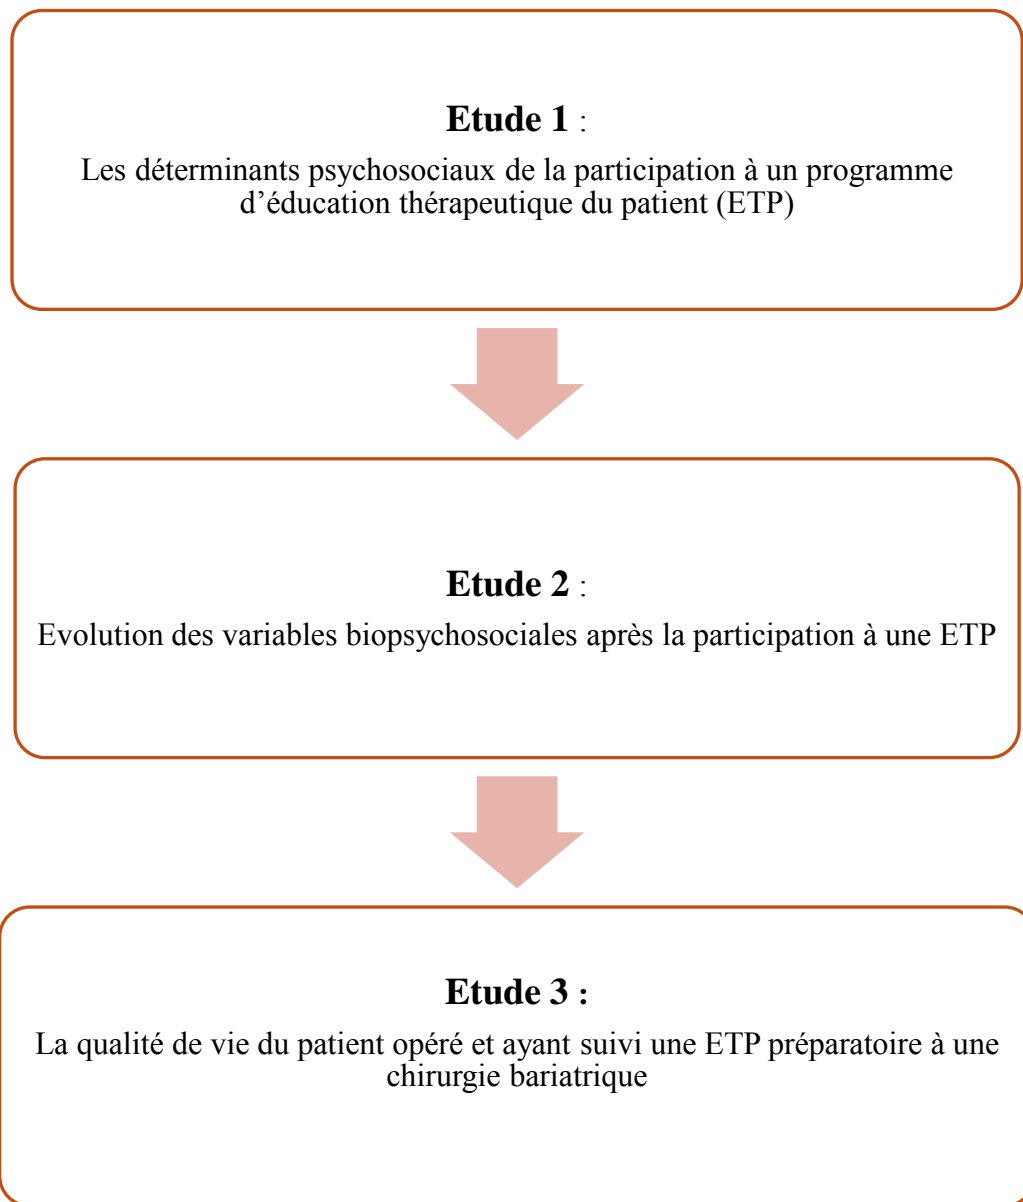 Etude 1 :
Les déterminants psychosociaux de la participation à un programme
d’éducation thérapeutique du patient (ETP)
Etude 2 :
Evolution des variables biopsychosociales après la participation à une ETP
Etude 3 :
La qualité de vie du patient opéré et ayant suivi une ETP préparatoire à une
chirurgie bariatrique